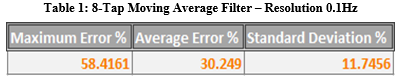 Table 1: 8-Tap Moving Average Filter – Resolution 0.1Hz
Maximum Error % Average Error % Standard Deviation %
58.4161 30.249 11.7456